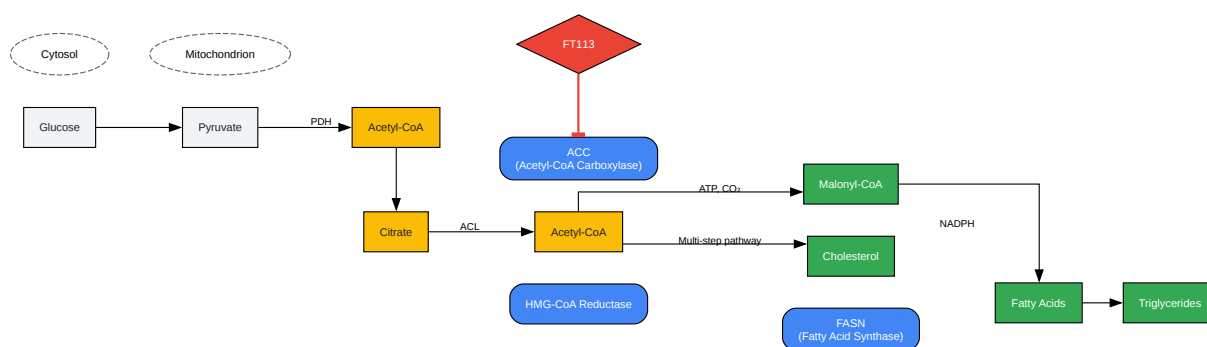 FT113
Cytosol
Mitochondrion
Glucose
Pyruvate
PDH
Acetyl-CoA
ACC
(Acetyl-CoA Carboxylase)
Malonyl-CoA
ATP, CO₂
NADPH
Citrate
ACL
Acetyl-CoA
Multi-step pathway
Cholesterol
HMG-CoA Reductase
Fatty Acids
Triglycerides
FASN
(Fatty Acid Synthase)